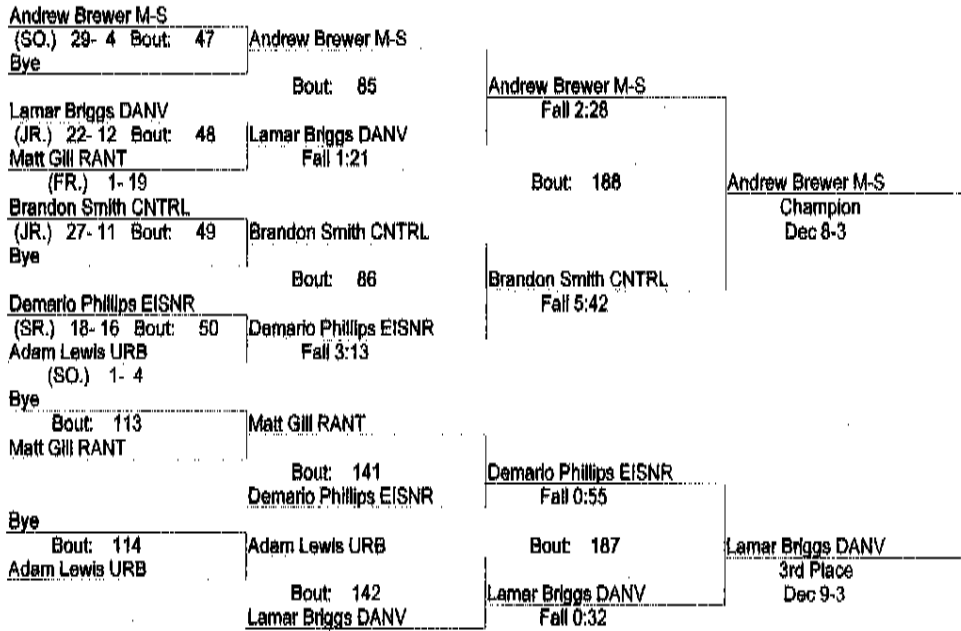 Andrew Brewer M-S
(SO.) 29- 4 Bout: 47 Andrew Brewer M-S
Bye
Bout: 85 Andrew Brewer M-S
Fall 2:28
Lamar Briggs DANV
(JR.) 22- 12 Bout: 48 Lamar Briggs DANV
Matt Gill RANT Fall 1:21
(FR.) 1- 19 Bout: 188 Andrew Brewer M-S
Brandon Smith CNTRL Champion
(JR.) 27- 11 Bout: 49 Brandon Smith CNTRL Dec 8-3
Bye
Bout: 86 Brandon Smith CNTRL
Demario Phillips EISNR Fall 5:42
(SR.) 18- 16 Bout: 50 Demario Phillips EISNR
Adam Lewis URB Fall 3:13
(SO.) 1- 4
Bye
Bout: 113 Matt Gill RANT
Matt Gill RANT
Bout: 141 Demario Phillips EISNR
Demario Phillips EISNR Fall 0:55
Bye
Bout: 114 Adam Lewis URB Bout: 187 Lamar Briggs DANV
Adam Lewis URB 3rd Place
Bout: 142 Lamar Briggs DANV Dec 9-3
Lamar Briggs DANV Fall 0:32